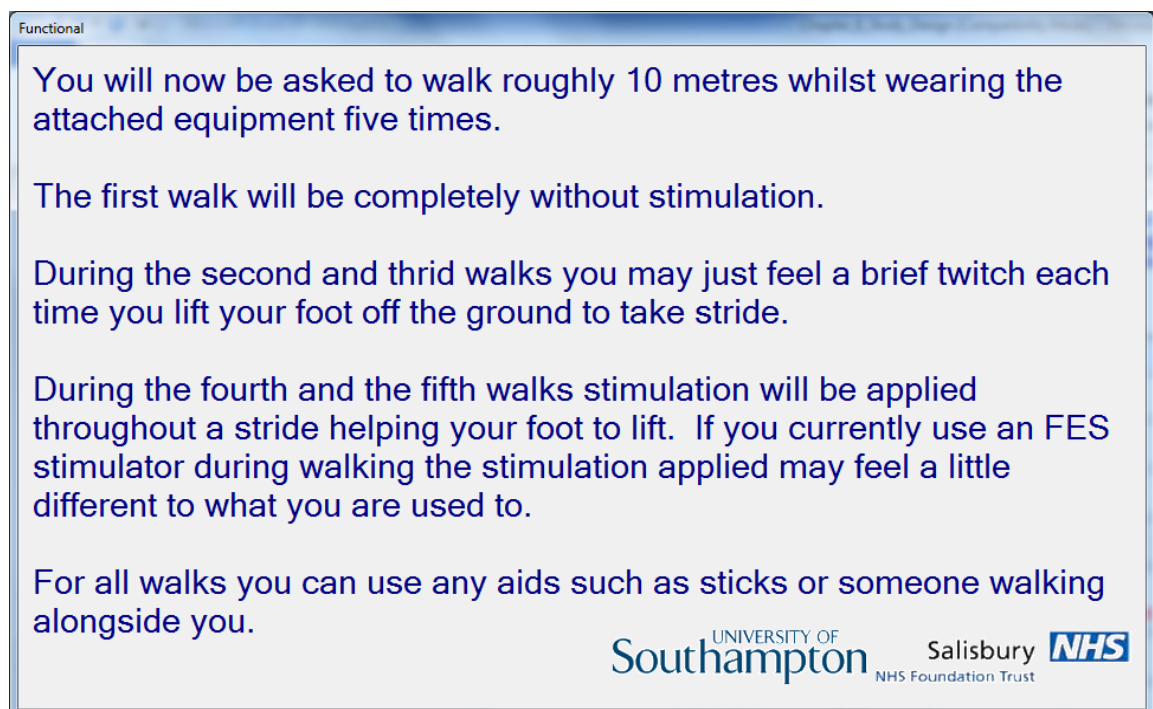 Functional
You will now be asked to walk roughly 10 metres whilst wearing the
attached equipment five times.
The first walk will be completely without stimulation.
During the second and thrid walks you may just feel a brief twitch each
time you lift your foot off the ground to take stride.
During the fourth and the fifth walks stimulation will be applied
throughout a stride helping your foot to lift.  If you currently use an FES
stimulator during walking the stimulation applied may feel a little
different to what you are used to.
For all walks you can use any aids such as sticks or someone walking
alongside you.
UNIVERSITY OF
Southampton
Salisbury NHS
NHS Foundation Trust